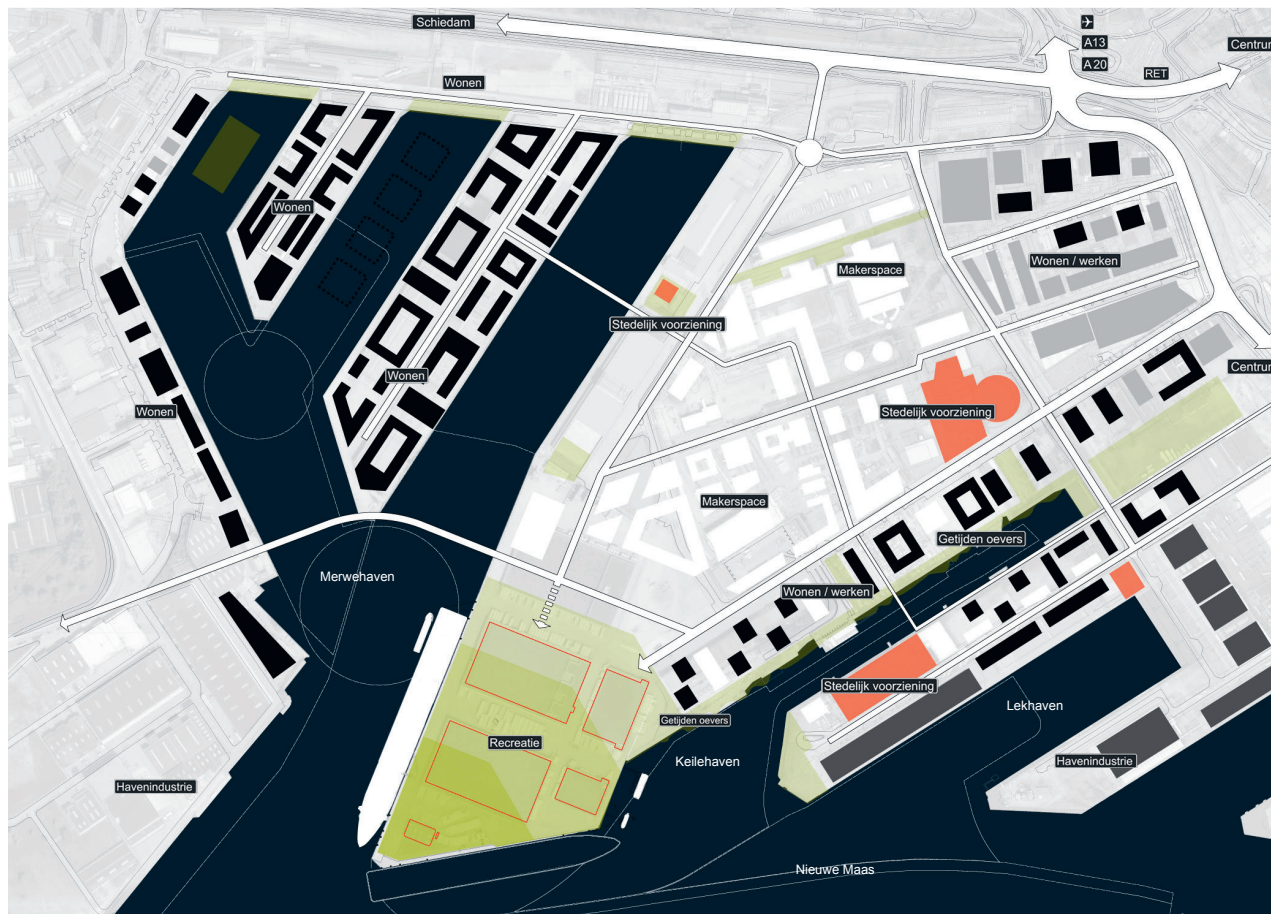 Schiedam
A13
Centrum
A20
RET
Wonen
Wonen
Wonen / werken
Makerspace
Stedelijk voorziening
Centrum
Wonen
Wonen
Stedelijk voorziening
Makerspace
Getijden oevers
Merwehaven
Wonen / werken
Stedelijk voorziening
Lekhaven
Getijden oevers
Recreatie
Keilehaven
Havenindustrie
Havenindustrie
Nieuwe Maas